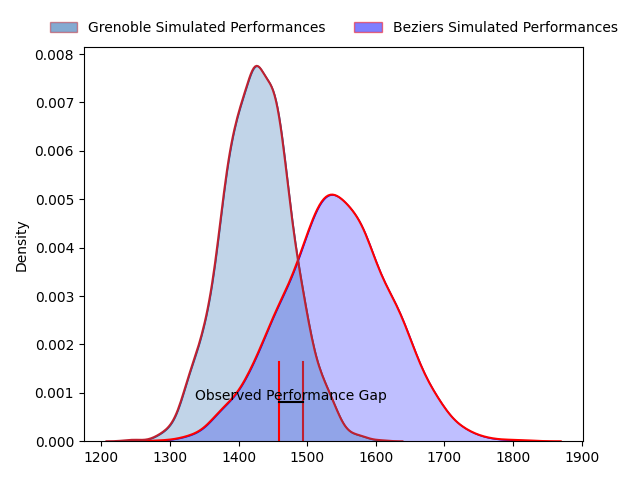 Grenoble Simulated Performances Beziers Simulated Performances
0.008
0.007
0.006
0.005
0.004
0.003
0.002
0.001
0.000
Density
Observed Performance Gap
1200 1300 1400 1500 1600 1700 1800 1900